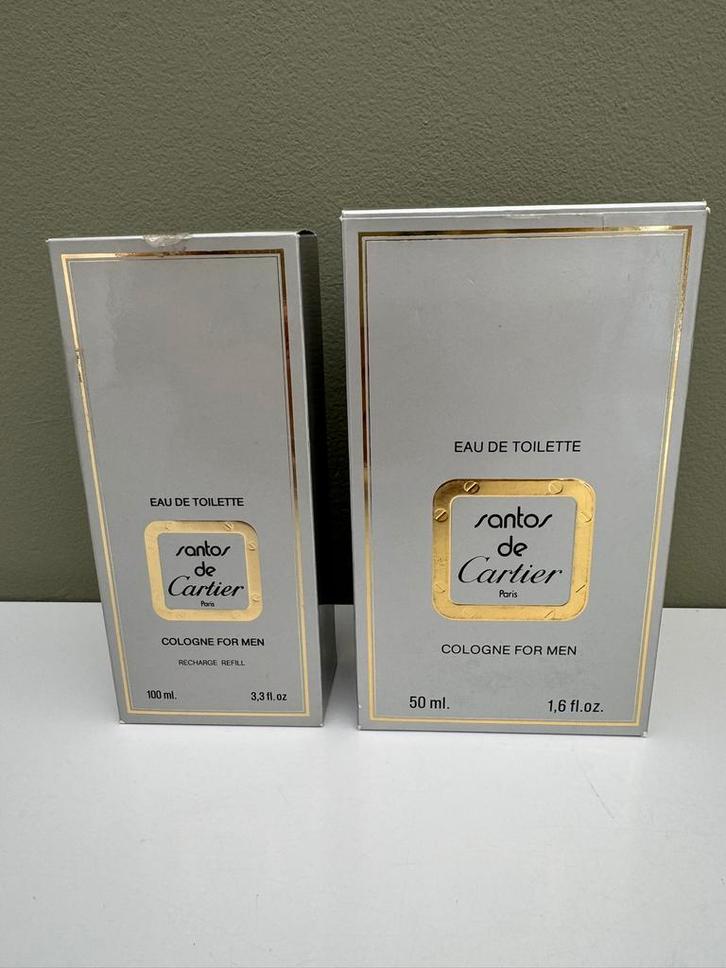 EAU DE TOILETTE
santos
de
Cartier
Paris
COLOGNE FOR MEN
RECHARGE REFILL
100 ml. 3,3 fl.oz
EAU DE TOILETTE
santos
de
Cartier
Paris
COLOGNE FOR MEN
50 ml. 1,6 fl.oz.